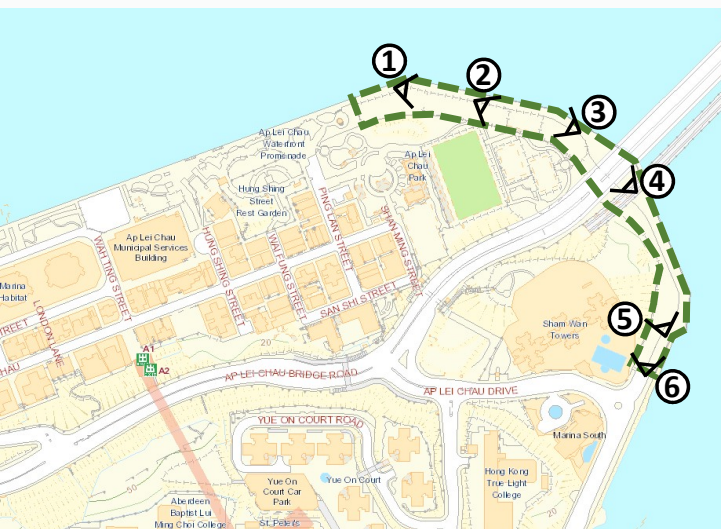 ①
②
③
④
⑤
⑥
Ap Lei Chau
Waterfront
Promenade
Ap Lei
Chau
Park
Hung Shing
Street
Rest Garden
PING LAN STREET
SHAN MING STREET
Ap Lei Chau
Municipal Services
Building
WAH TING STREET
HUNG SHING STREET
WAI FUNG STREET
SAN SHI STREET
Marina
Habitat
LONDON LANE
Sham Wan
Towers
20
A1
A2
AP LEI CHAU BRIDGE ROAD
AP LEI CHAU DRIVE
YUE ON COURT ROAD
Marina South
Yue On
Court Car
Park
Yue On Court
Hong Kong
True Light
College
50
20
Aberdeen
Baptist Lui
Ming Choi College
St. Peter's